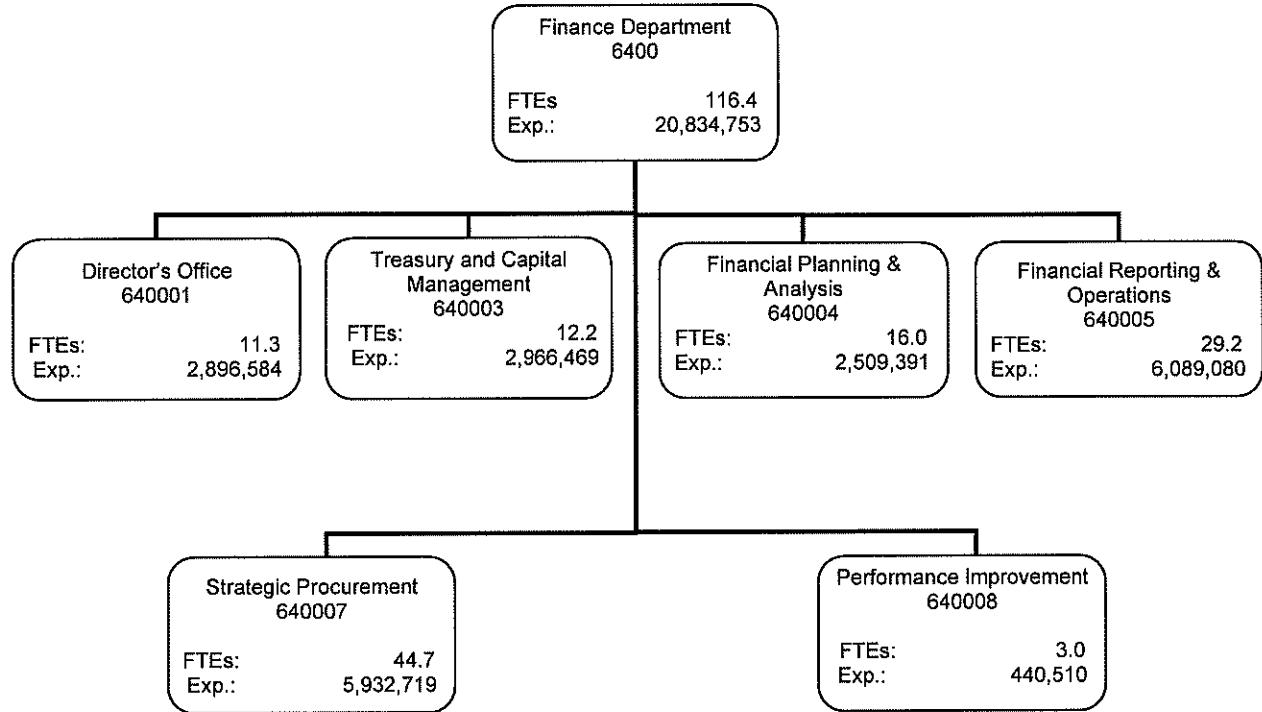 Finance Department
6400
FTEs 116.4
Exp.: 20,834,753
Director's Office
640001
FTEs: 11.3
Exp.: 2,896,584
Treasury and Capital
Management
640003
FTEs: 12.2
Exp.: 2,966,469
Financial Planning &
Analysis
640004
FTEs: 16.0
Exp.: 2,509,391
Financial Reporting &
Operations
640005
FTEs: 29.2
Exp.: 6,089,080
Strategic Procurement
640007
FTEs: 44.7
Exp.: 5,932,719
Performance Improvement
640008
FTEs: 3.0
Exp.: 440,510